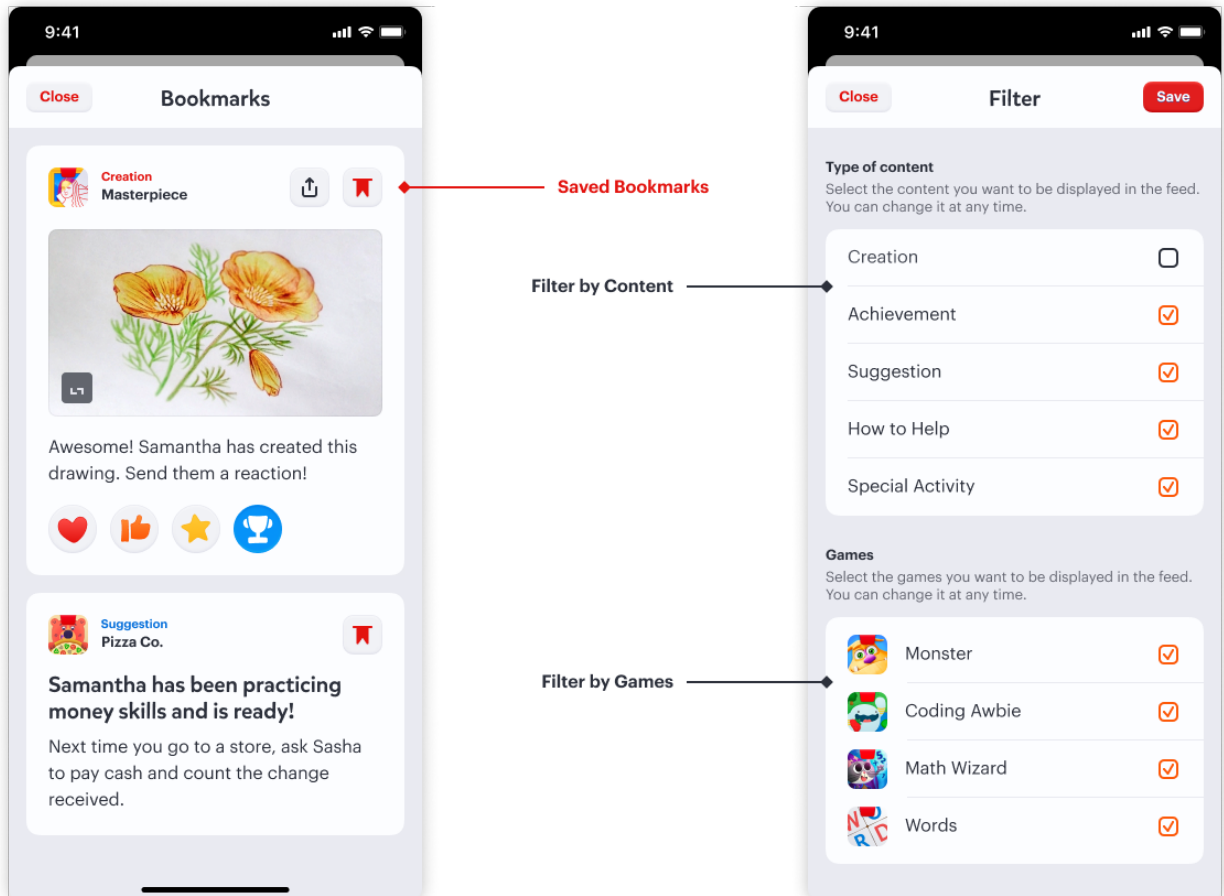 9:41
Close
Bookmarks
Creation
Masterpiece
Awesome! Samantha has created this
drawing. Send them a reaction!
Suggestion
Pizza Co.
Samantha has been practicing
money skills and is ready!
Next time you go to a store, ask Sasha
to pay cash and count the change
received.
Saved Bookmarks
Filter by Content
Filter by Games
9:41
Close
Filter
Save
Type of content
Select the content you want to be displayed in the feed.
You can change it at any time.
Creation
Achievement
Suggestion
How to Help
Special Activity
Games
Select the games you want to be displayed in the feed.
You can change it at any time.
Monster
Coding Awbie
Math Wizard
Words